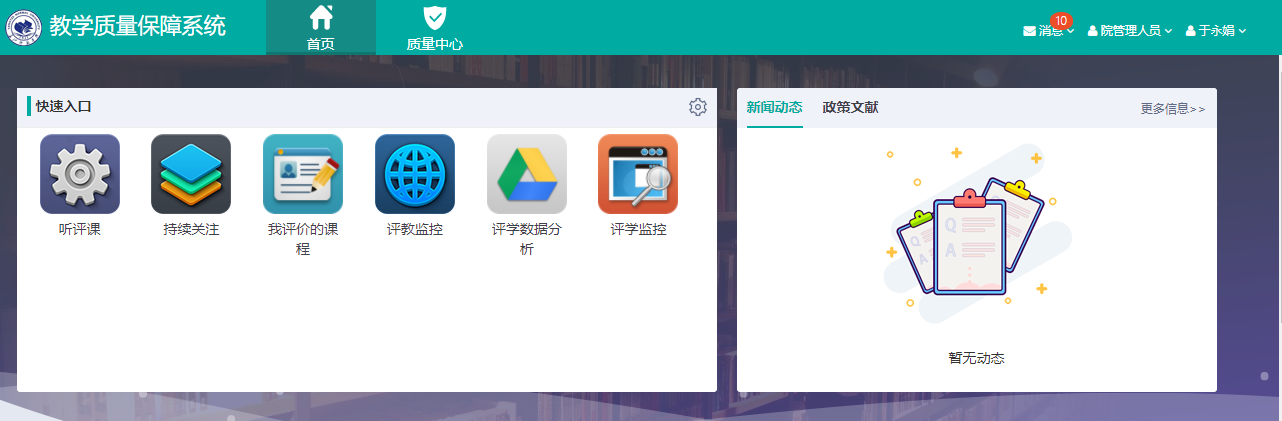 教学质量保障系统
首页
质量中心
消息
10
院管理人员
于永娟
快速入口
听评课
持续关注
我评价的课
程
评教监控
评学数据分
析
评学监控
新闻动态
政策文献
更多信息>>
Q
A
Q
A
暂无动态